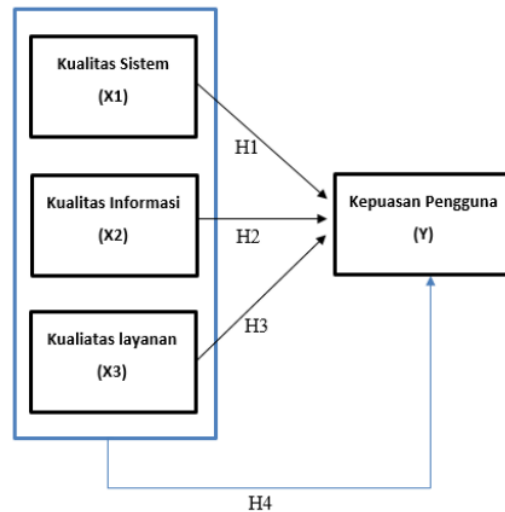 Kualitas Sistem
(X1)
H1
Kualitas Informasi
(X2)
H2
Kepuasan Pengguna
(Y)
Kualiatas layanan
(X3)
H3
H4